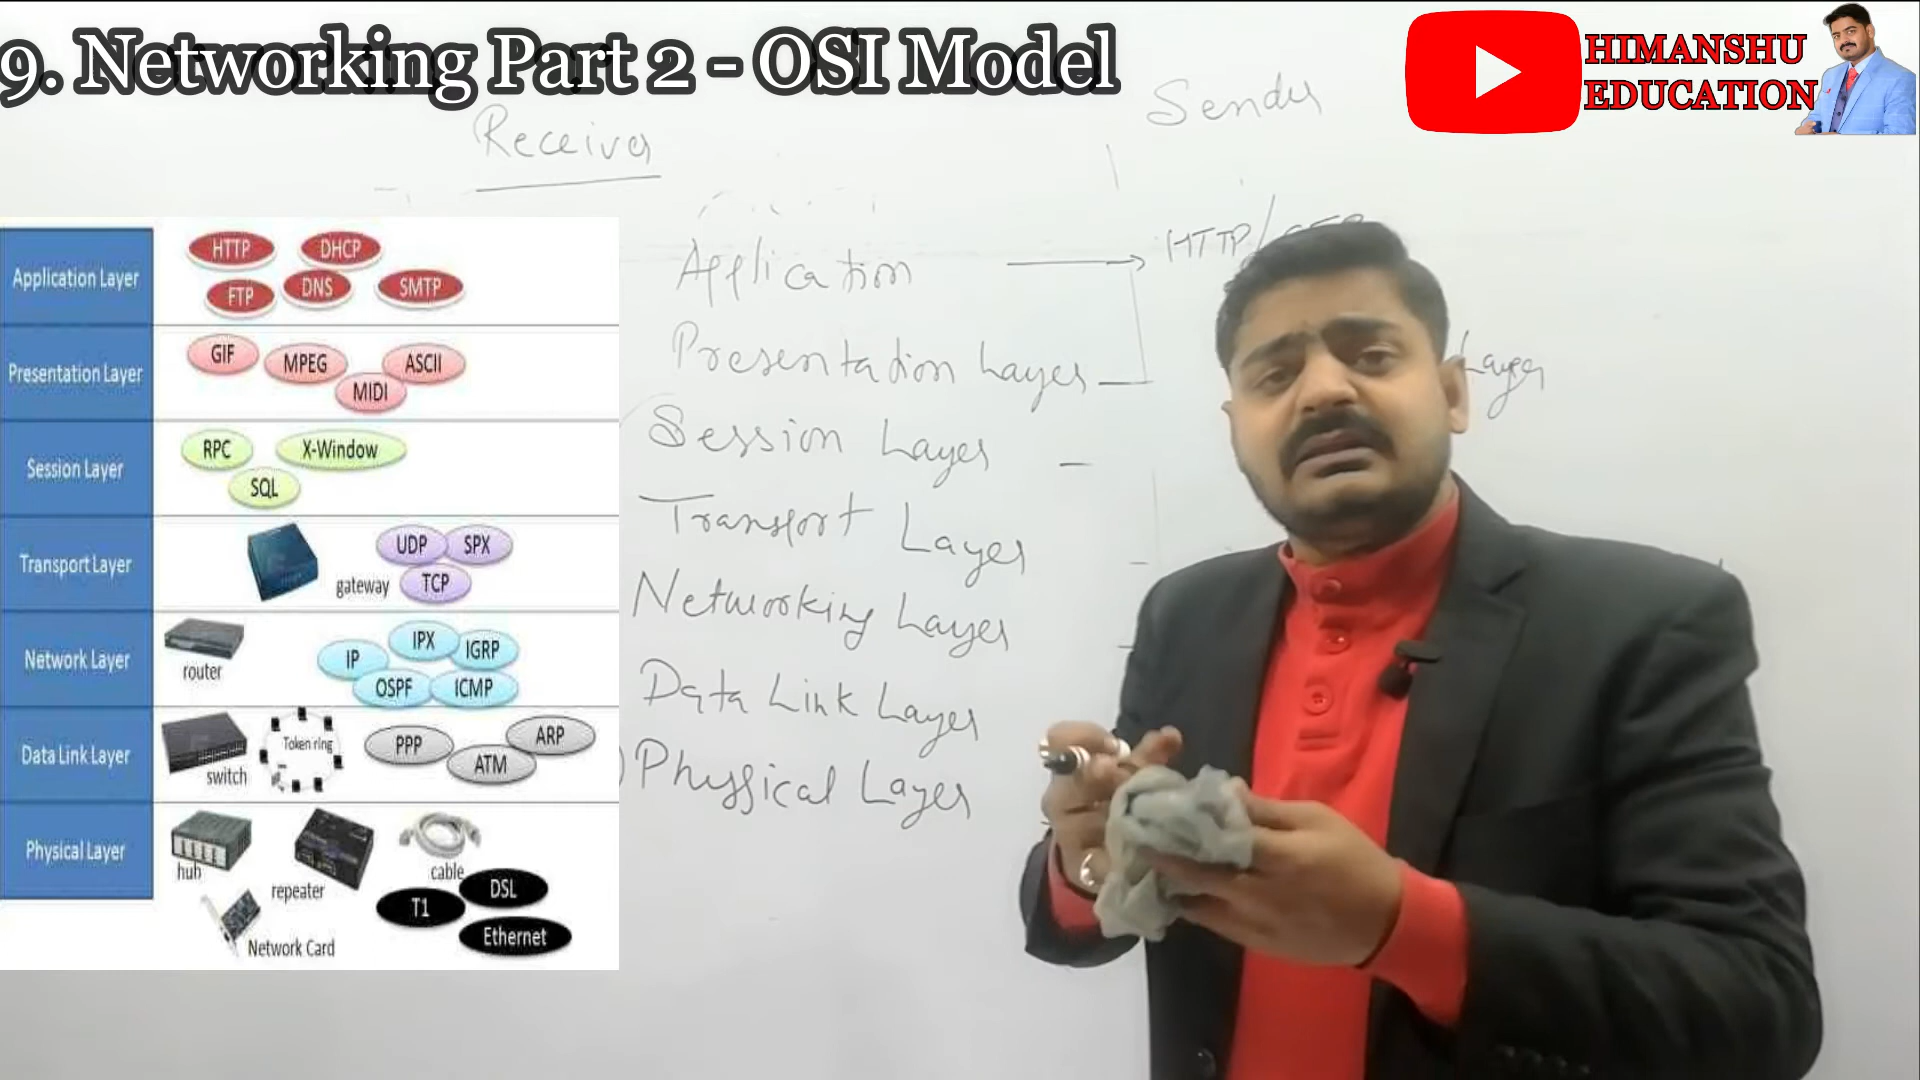 9. Networking Part 2 - OSI Model
HIMANSHU
EDUCATION
Receiver
Sender
Application Layer
HTTP
DHCP
FTP
DNS
SMTP
Presentation Layer
GIF
MPEG
ASCII
MIDI
Session Layer
RPC
X-Window
SQL
Transport Layer
gateway
UDP
SPX
TCP
Network Layer
router
IP
IPX
IGRP
OSPF
ICMP
Data Link Layer
switch
Token ring
PPP
ATM
ARP
Physical Layer
hub
repeater
cable
Network Card
T1
DSL
Ethernet
Application
HTTP/
Presentation Layer
Layer
Session Layer
Transport Layer
Networking Layer
Data Link Layer
Physical Layer